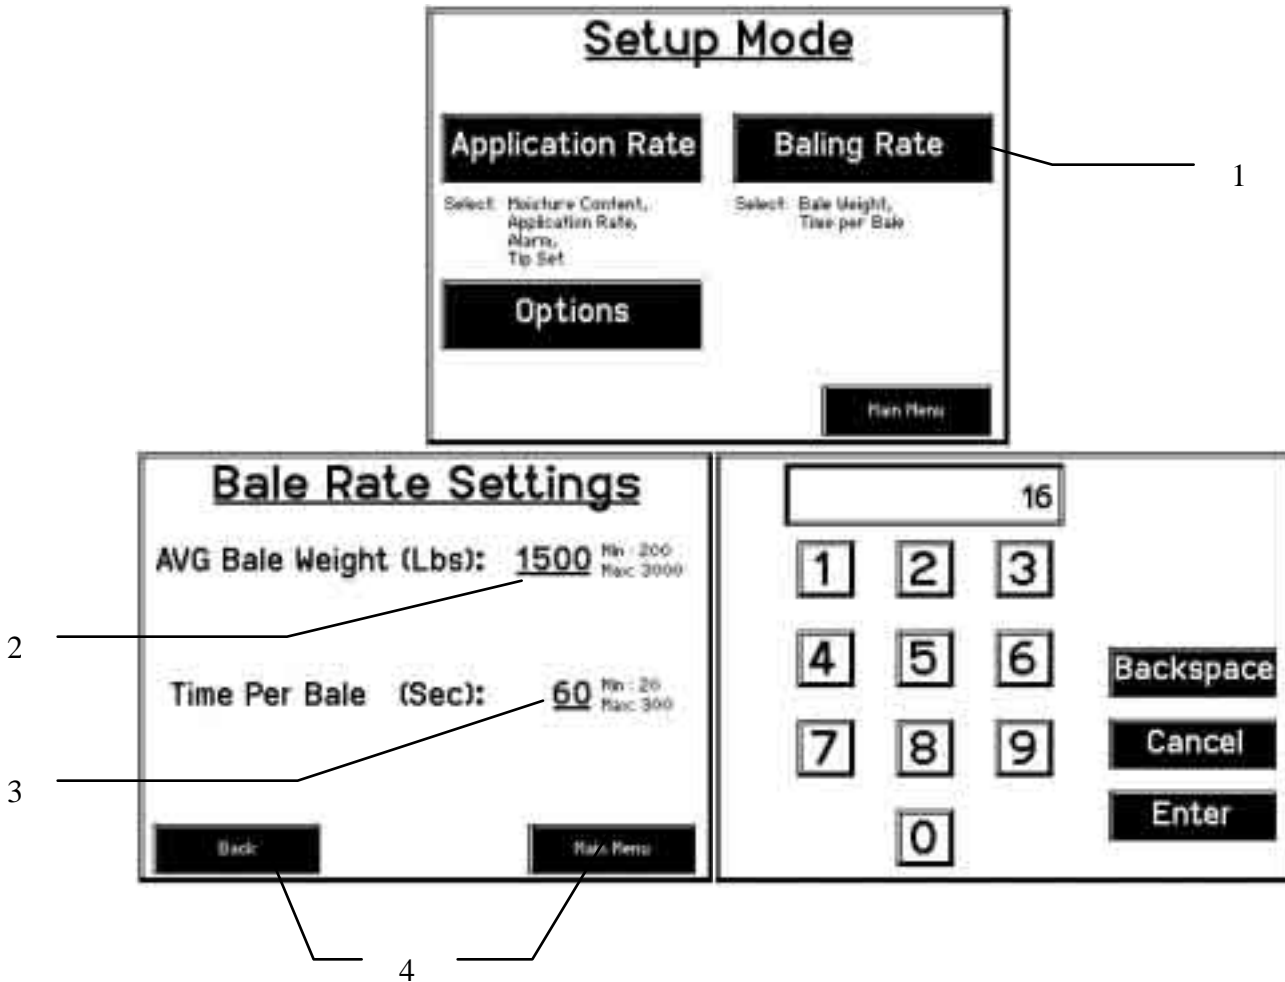 Setup Mode
Application Rate
Baling Rate
1
Select: Moisture Content,
Application Rate,
Alarm,
Tip Set
Select: Bale Weight,
Time per Bale
Options
Main Menu
Bale Rate Settings
AVG Bale Weight (Lbs): 1500
Min : 200
Max: 3000
2
Time Per Bale (Sec): 60
Min : 20
Max: 300
3
Back
Main Menu
4
16
1 2 3
4 5 6
Backspace
7 8 9
Cancel
Enter
0